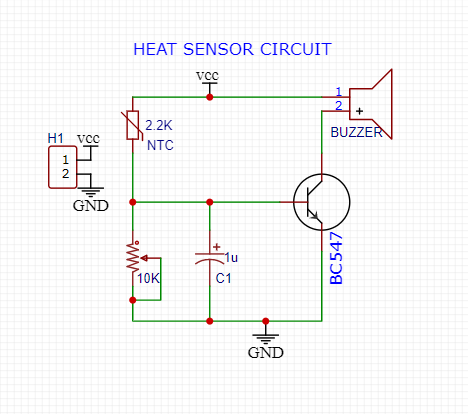 HEAT SENSOR CIRCUIT
vcc
1
2
+
BUZZER
2.2K
NTC
H1
vcc
1
2
GND
BC547
+
1u
C1
10K
GND